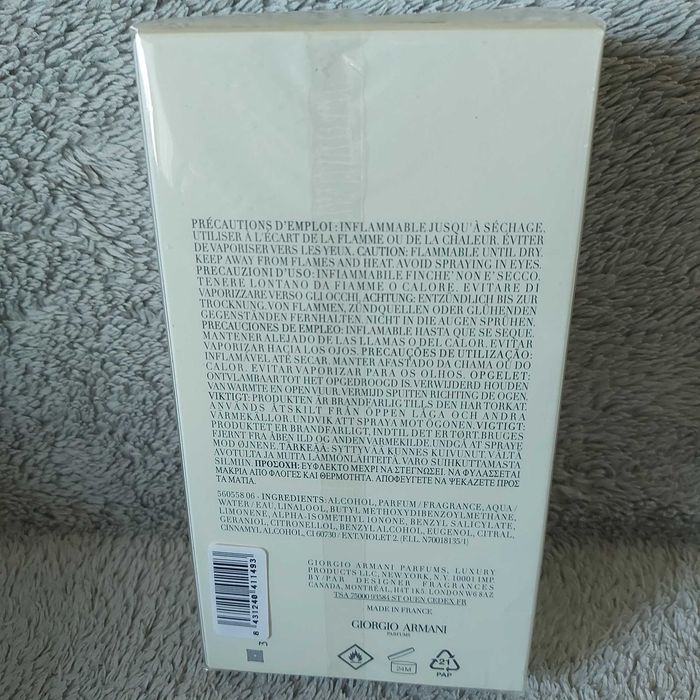 PRÉCAUTIONS D'EMPLOI : INFLAMMABLE JUSQU'À SÉCHAGE.
UTILISER À L'ÉCART DE LA FLAMME OU DE LA CHALEUR. ÉVITER
DE VAPORISER VERS LES YEUX. CAUTION: FLAMMABLE UNTIL DRY.
KEEP AWAY FROM FLAMES AND HEAT. AVOID SPRAYING IN EYES.
PRECAUZIONI D'USO: INFIAMMABILE FINCHE' NON E' SECCO.
TENERE LONTANO DA FIAMME O CALORE. EVITARE DI
VAPORIZZARE VERSO GLI OCCHI. ACHTUNG: ENTZÜNDLICH BIS ZUR
TROCKNUNG. VON FLAMMEN, ZÜNDQUELLEN ODER GLÜHENDEN
GEGENSTÄNDEN FERNHALTEN. NICHT IN DIE AUGEN SPRÜHEN.
PRECAUCIONES DE EMPLEO: INFLAMABLE HASTA QUE SE SEQUE.
MANTENER ALEJADO DE LAS LLAMAS O DEL CALOR. EVITAR
VAPORIZAR HACIA LOS OJOS. PRECAUÇÕES DE UTILIZAÇÃO:
INFLAMÁVEL ATÉ SECAR. MANTER AFASTADO DA CHAMA OU DO
CALOR. EVITAR VAPORIZAR PARA OS OLHOS. OPGELET:
ONTVLAMBAAR TOT HET OPGEDROOGD IS. VERWIJDERD HOUDEN
VAN WARMTE EN OPEN VUUR. VERMIJD SPUITEN RICHTING DE OGEN.
VIKTIGT: PRODUKTEN ÄR BRANDFARLIG TILLS DEN HAR TORKAT.
ANVÄNDS ÅTSKILT FRÅN ÖPPEN LÅGA OCH ANDRA
VÄRMEKÄLLOR. UNDVIK ATT SPRAYA MOT ÖGONEN. VIGTIGT:
PRODUKTET ER BRANDFARLIGT, INDTIL DET ER TØRT. BRUGES
FJERNT FRA ÅBEN ILD OG ANDEN VARMEKILDE. UNDGÅ AT SPRAYE
MOD ØJNENE. TÄRKEÄÄ: SYTTYVÄÄ KUNNES KUIVUNUT. VÄLTÄ
AVOTULTA JA MUITA LÄMMÖNLÄHTEITÄ. VARO SUIHKUTTAMASTA
SILMIIN. ΠΡΟΣΟΧΗ: ΕΥΦΛΕΚΤΟ ΜΕΧΡΙ ΝΑ ΣΤΕΓΝΩΣΕΙ. ΝΑ ΦΥΛΑΣΣΕΤΑΙ
ΜΑΚΡΙΑ ΑΠΟ ΦΛΟΓΕΣ ΚΑΙ ΘΕΡΜΟΤΗΤΑ. ΑΠΟΦΕΥΓΕΤΕ ΝΑ ΨΕΚΑΖΕΤΕ ΠΡΟΣ
ΤΑ ΜΑΤΙΑ.
560558 06 - INGREDIENTS: ALCOHOL, PARFUM / FRAGRANCE, AQUA /
WATER / EAU, LINALOOL, BUTYL METHOXYDIBENZOYLMETHANE,
LIMONENE, ALPHA-ISOMETHYL IONONE, BENZYL SALICYLATE,
GERANIOL, CITRONELLOL, BENZYL ALCOHOL, EUGENOL, CITRAL,
CINNAMYL ALCOHOL, CI 60730 / EXT. VIOLET 2. (F.I.L. N70018135/1)
GIORGIO ARMANI PARFUMS, LUXURY
PRODUCTS LLC, NEW YORK, N.Y. 10001 IMP.
BY/PAR DESIGNER FRAGRANCES
CANADA, MONTRÉAL, H4T 1K5. LONDON W6 8AZ
TSA 75000 93584 ST OUEN CEDEX FR
MADE IN FRANCE
GIORGIO ARMANI
PARFUMS
8 431240 411493
3
24M
21
PAP